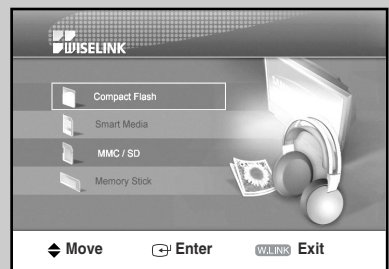 WISELINK
Compact Flash
Smart Media
MMC / SD
Memory Stick
Move Enter W.LINK Exit